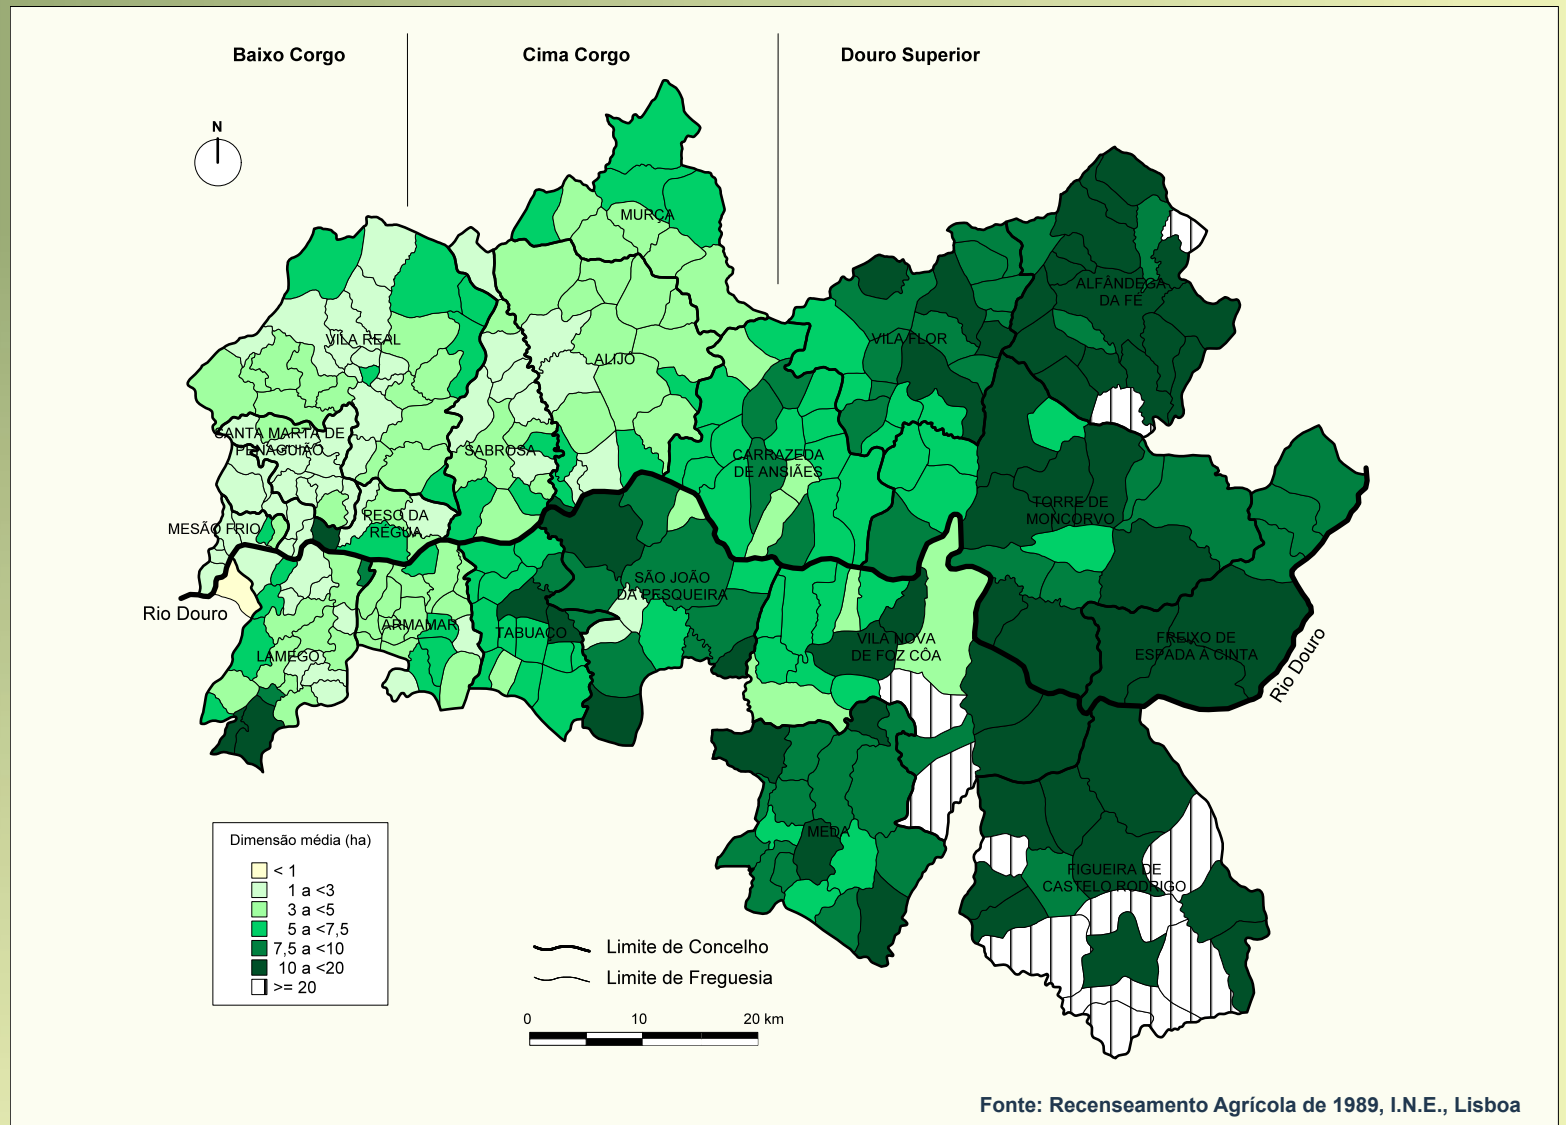 Baixo Corgo
Cima Corgo
Douro Superior
N
MURÇA
ALFÂNDEGA
DA FÉ
VILA REAL
VILA FLOR
ALIJÓ
SANTA MARTA DE
PENAGUIÃO
SABROSA
CARRAZEDA
DE ANSIÃES
TORRE DE
MONCORVO
MESÃO FRIO
PESO DA
RÉGUA
SÃO JOÃO
DA PESQUEIRA
Rio Douro
ARMAMAR
TABUAÇO
VILA NOVA
DE FOZ CÔA
FREIXO DE
ESPADA À CINTA
LAMEGO
Rio Douro
MEDA
FIGUEIRA DE
CASTELO RODRIGO
Dimensão média (ha)
< 1
1 a <3
3 a <5
5 a <7,5
7,5 a <10
10 a <20
>= 20
Limite de Concelho
Limite de Freguesia
0 10 20 km
Fonte: Recenseamento Agrícola de 1989, I.N.E., Lisboa